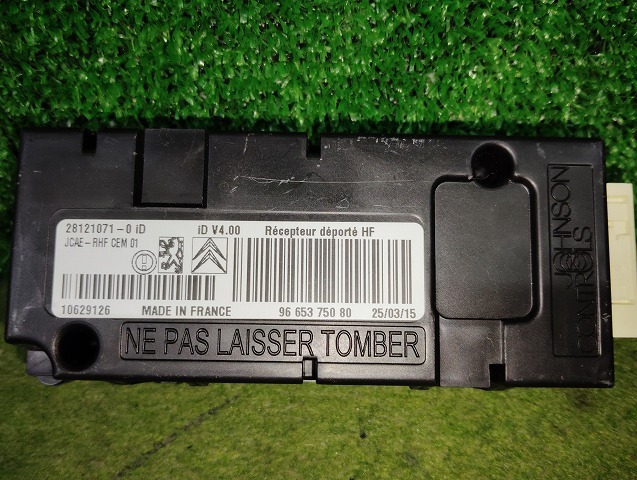 28121071-0 iD
iD V4.00
Récepteur déporté HF
JCAE-RHF CEM 01
10629126
MADE IN FRANCE
96 653 750 80
25/03/15
NE PAS LAISSER TOMBER
JOHNSON
CONTROLS